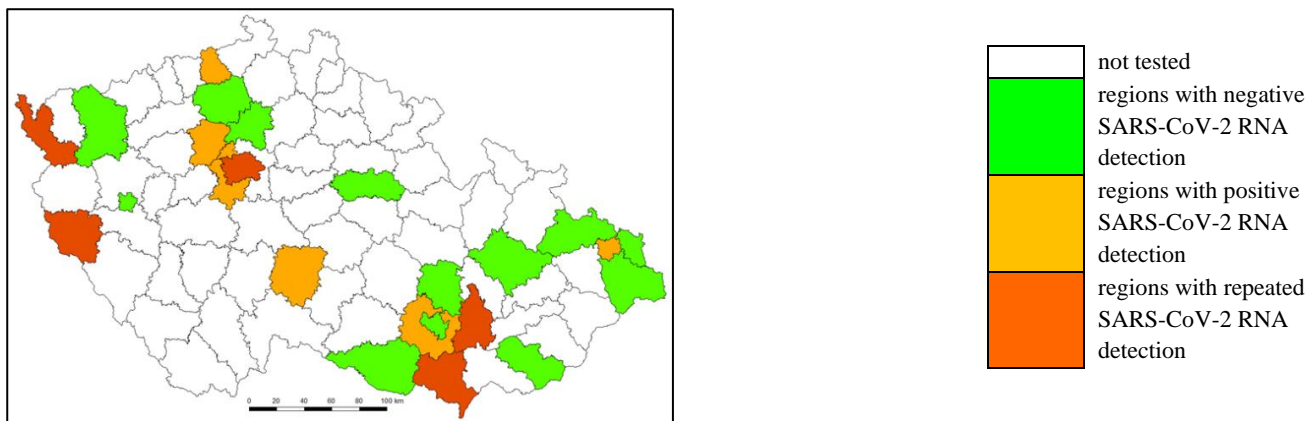 not tested
regions with negative
SARS-CoV-2 RNA
detection
regions with positive
SARS-CoV-2 RNA
detection
regions with repeated
SARS-CoV-2 RNA
detection
0 20 40 60 80 100 km